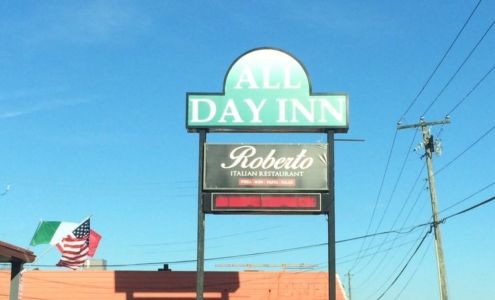 ALL
DAY INN
Roberto
ITALIAN RESTAURANT